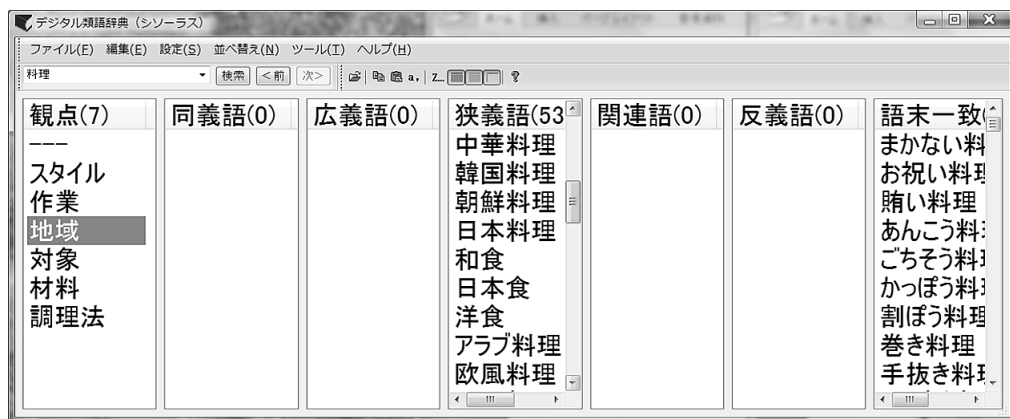 デジタル類語辞典（シソーラス）
ファイル(F) 編集(E) 設定(S) 並べ替え(N) ツール(T) ヘルプ(H)
料理 検索 <前 次>
観点(7)
---
スタイル
作業
地域
対象
材料
調理法
同義語(0)
広義語(0)
狭義語(53
中華料理
韓国料理
朝鮮料理
日本料理
和食
日本食
洋食
アラブ料理
欧風料理
関連語(0)
反義語(0)
語末一致(
まかない料
お祝い料理
賄い料理
あんこう料
ごちそう料
かっぽう料
割ぽう料理
巻き料理
手抜き料理